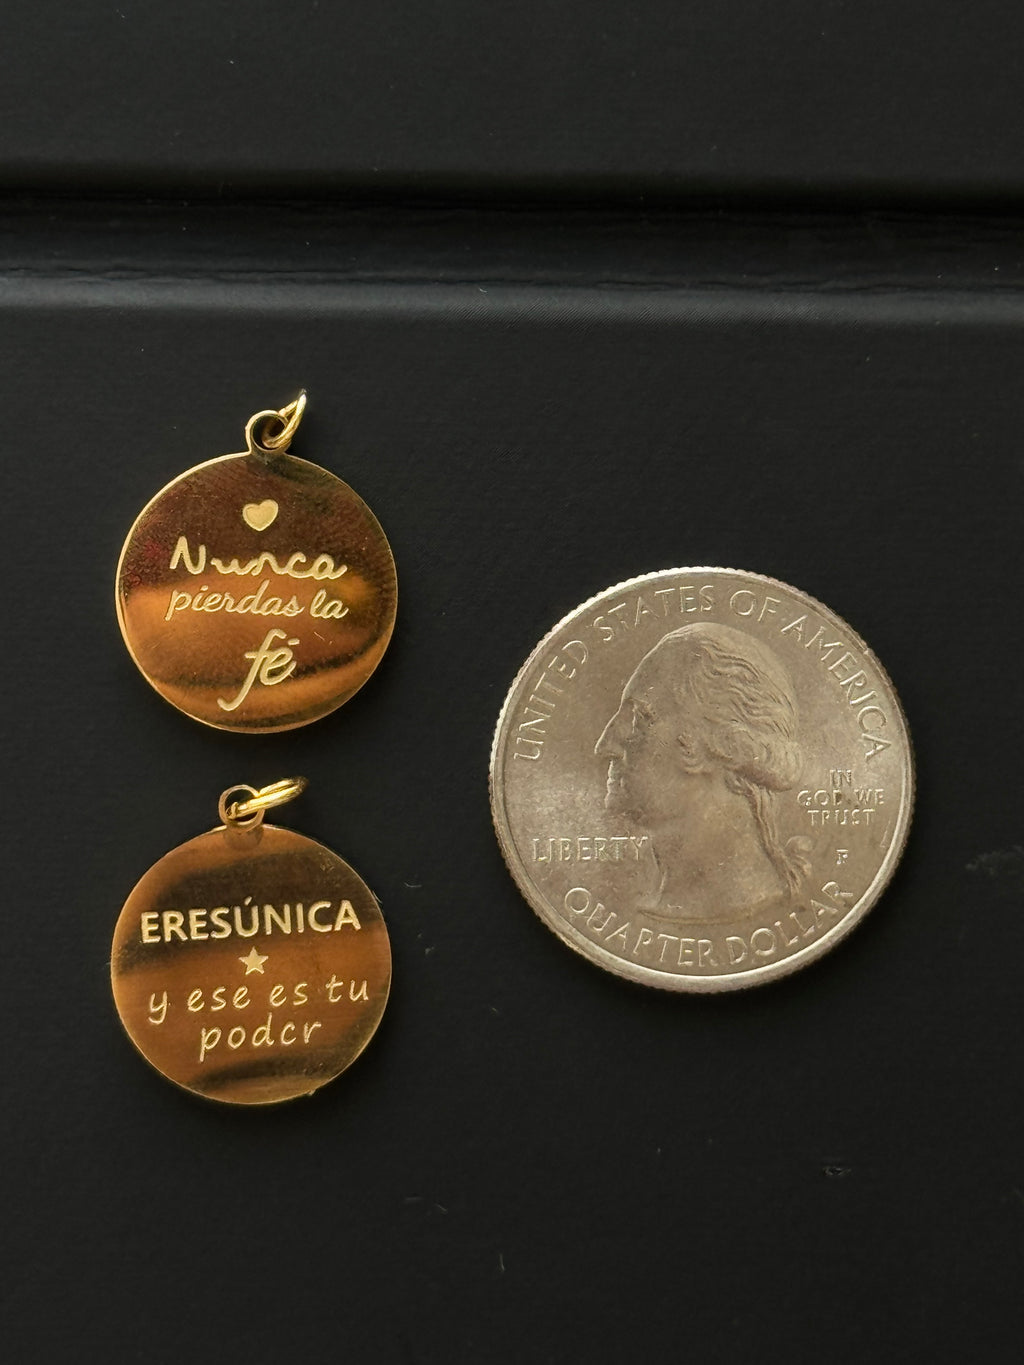 Nunca
pierdas la
fé
ERESÚNICA
y ese es tu
podcr
UNITED STATES OF AMERICA
IN
GOD WE
TRUST
LIBERTY
F
QUARTER DOLLAR